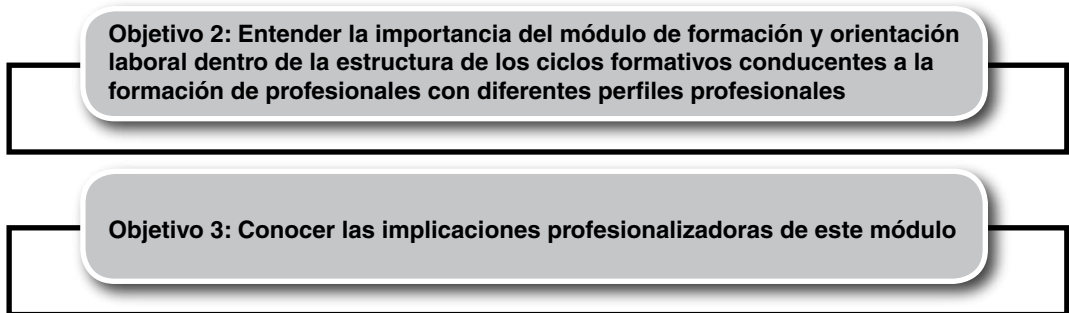 Objetivo 2: Entender la importancia del módulo de formación y orientación
laboral dentro de la estructura de los ciclos formativos conducentes a la
formación de profesionales con diferentes perfiles profesionales
Objetivo 3: Conocer las implicaciones profesionalizadoras de este módulo